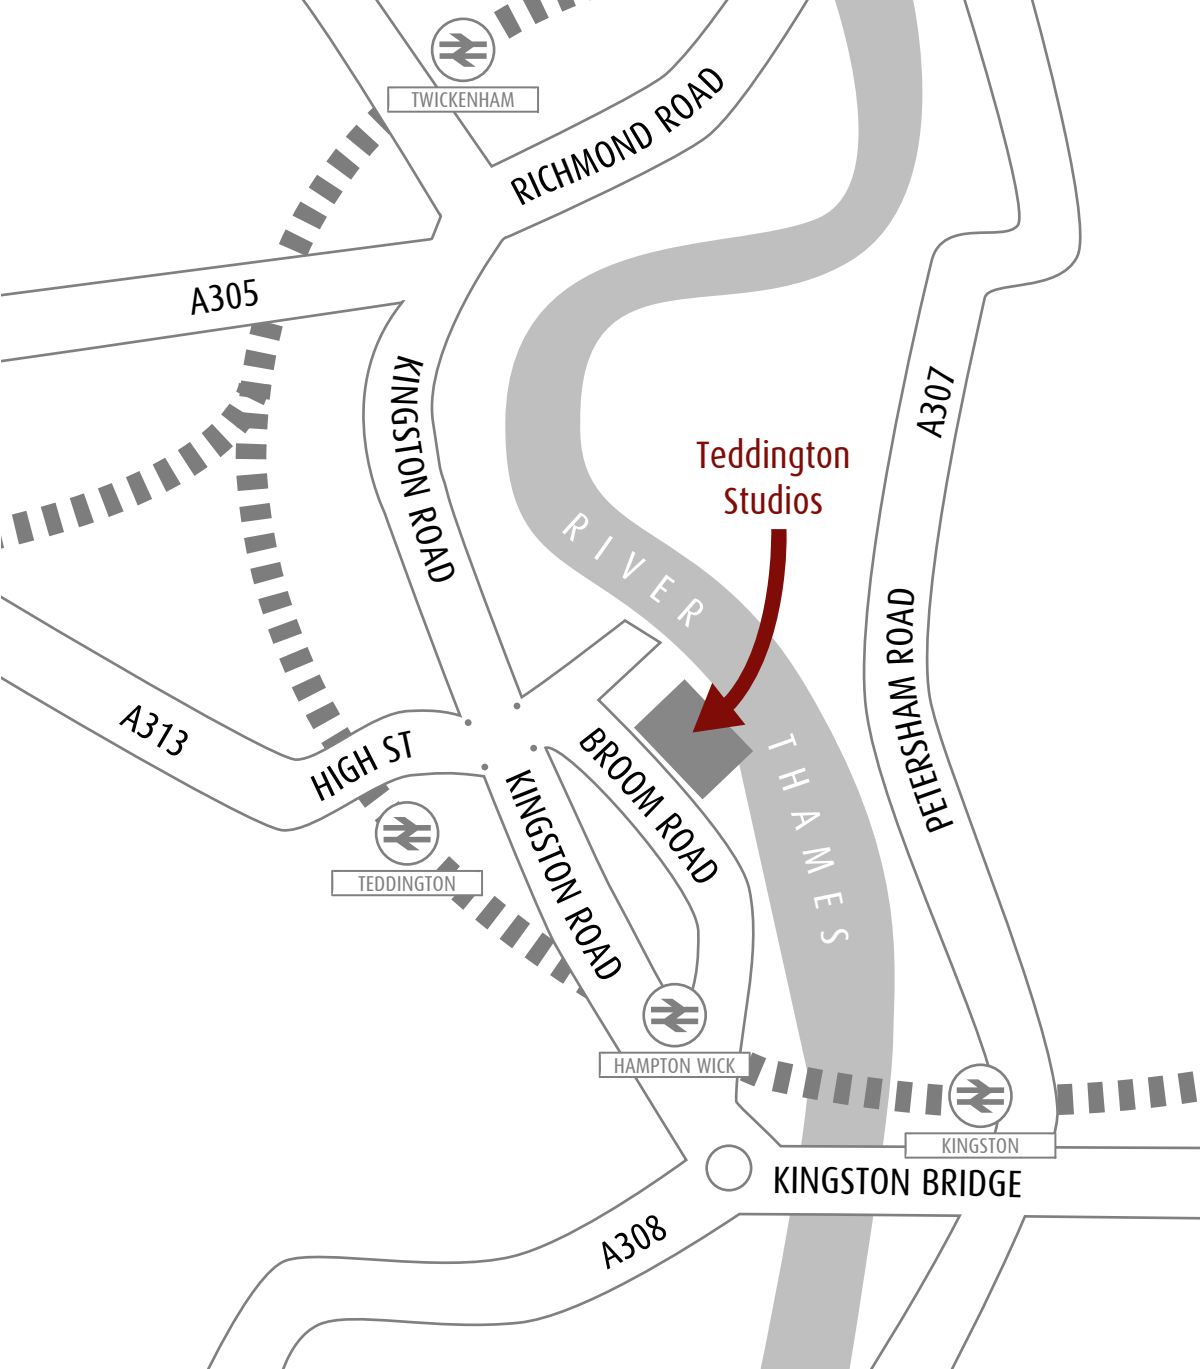 TWICKENHAM
RICHMOND ROAD
A305
KINGSTON ROAD
A307
Teddington
Studios
RIVER THAMES
PETERSHAM ROAD
A313
HIGH ST
BROOM ROAD
KINGSTON ROAD
TEDDINGTON
HAMPTON WICK
KINGSTON
KINGSTON BRIDGE
A308